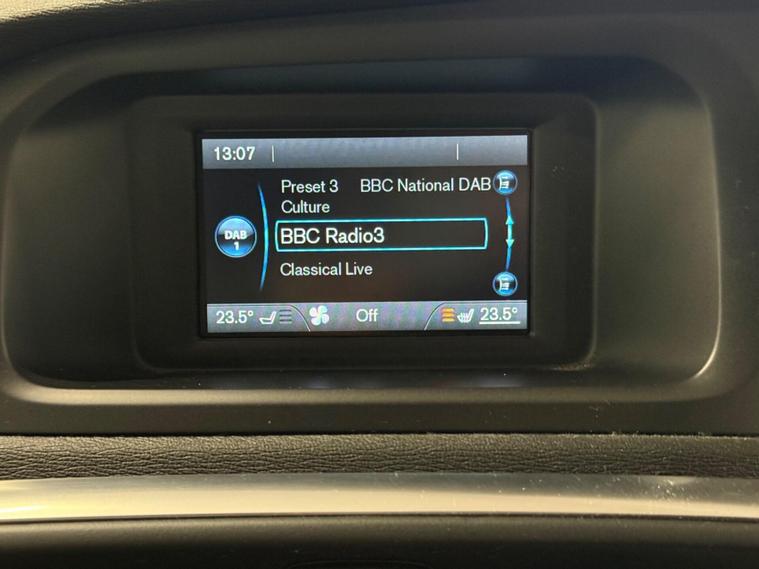 13:07
Preset 3 BBC National DAB
Culture
DAB
1
BBC Radio3
Classical Live
23.5° Off 23.5°